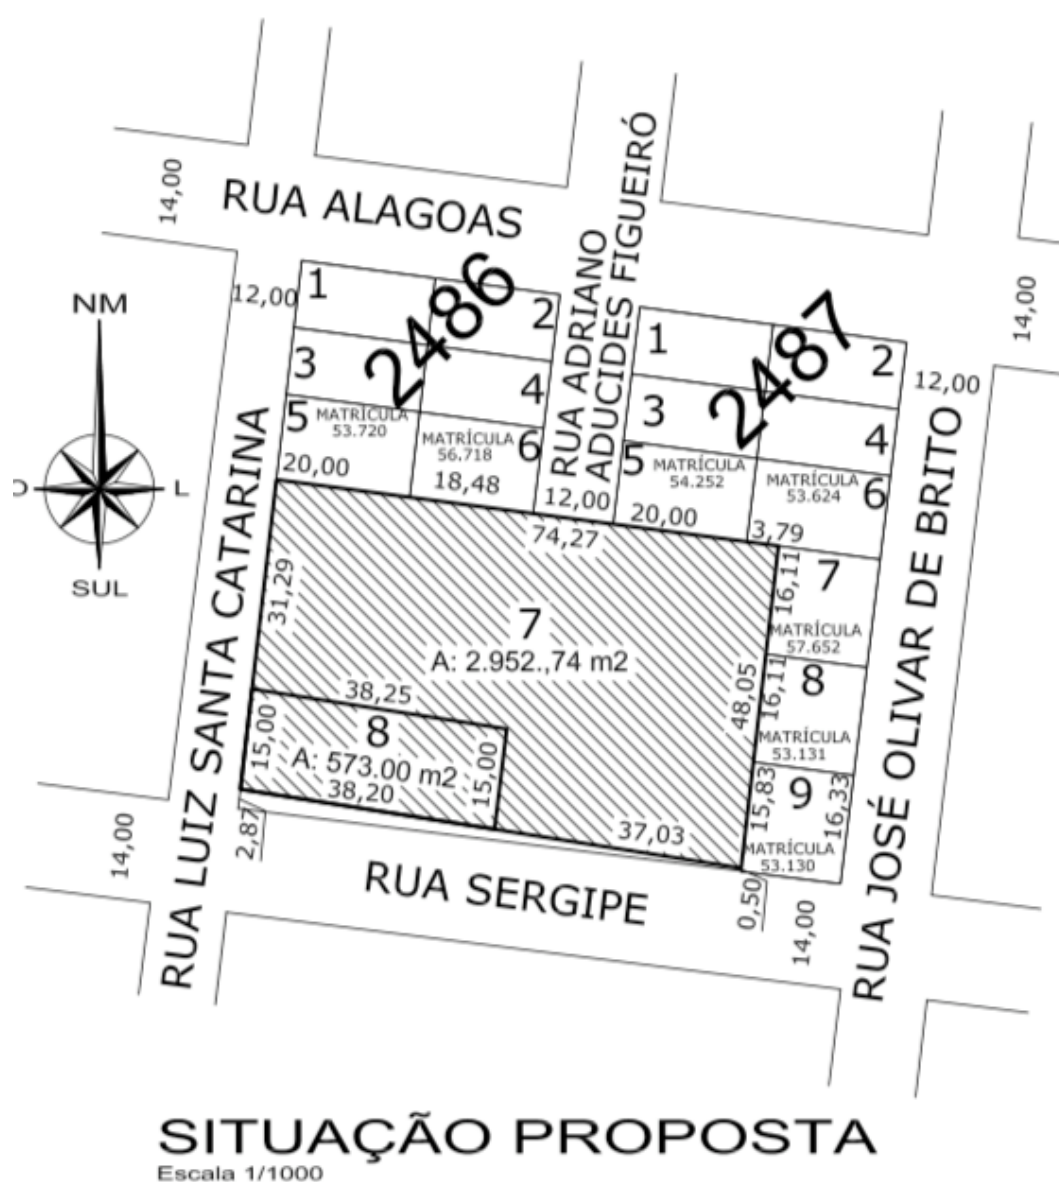 14,00
RUA ALAGOAS
RUA ADRIANO
ADUCIDES FIGUEIRÓ
14,00
NM
L
SUL
12,00
1
2
2486
3
4
5
MATRÍCULA
53.720
MATRÍCULA
56.718
6
20,00
18,48
12,00
1
2
2487
12,00
3
4
5
MATRÍCULA
54.252
MATRÍCULA
53.624
6
20,00
3,79
74,27
RUA LUIZ SANTA CATARINA
RUA JOSÉ OLIVAR DE BRITO
31,29
7
A: 2.952.,74 m2
48,05
16,11
7
MATRÍCULA
57.652
16,11
8
MATRÍCULA
53.131
38,25
15,00
8
A: 573.00 m2
38,20
15,00
37,03
15,83
9
16,33
MATRÍCULA
53.130
14,00
2,87
RUA SERGIPE
0,50
14,00
SITUAÇÃO PROPOSTA
Escala 1/1000